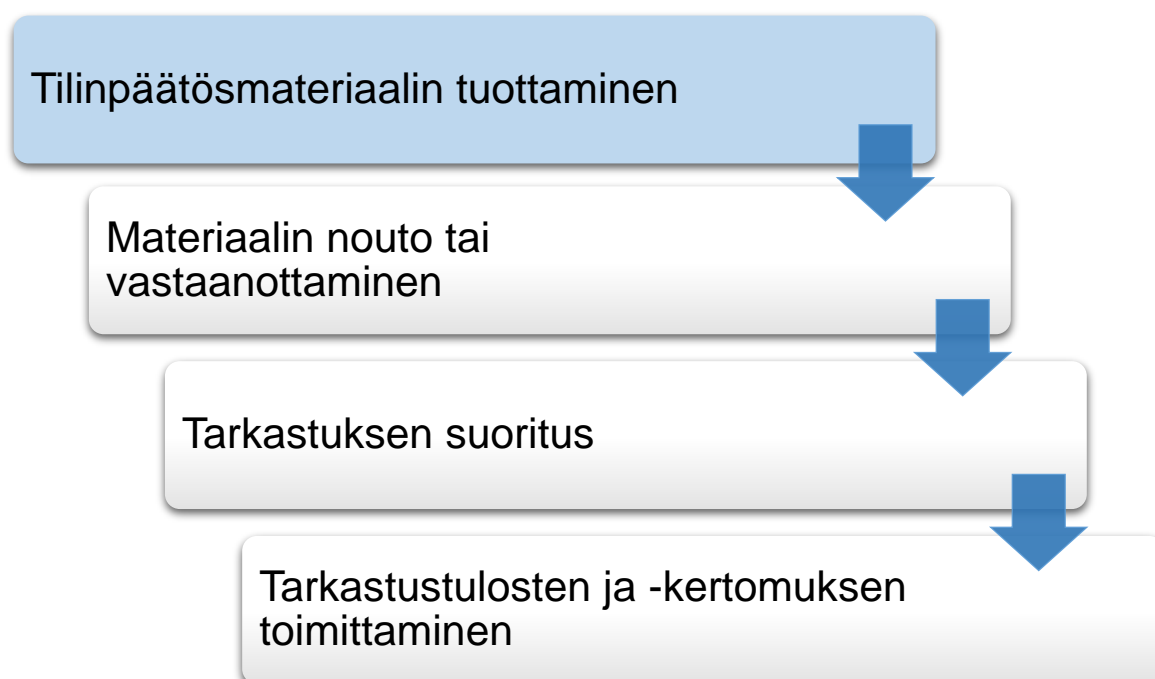 Tilinpäätösmateriaalin tuottaminen
Materiaalin nouto tai
vastaanottaminen
Tarkastuksen suoritus
Tarkastustulosten ja -kertomuksen
toimittaminen